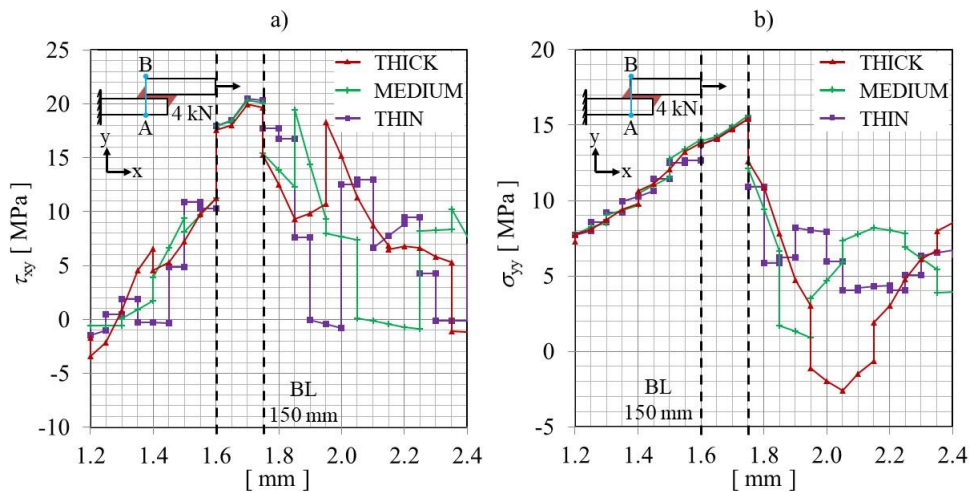 a)
25
20
15
10
5
0
-5
-10
τxy [ MPa]
B
4 kN
A
y
x
THICK
MEDIUM
THIN
BL
150 mm
1.2 1.4 1.6 1.8 2.0 2.2 2.4
[ mm ]
b)
20
15
10
5
0
-5
σyy [ MPa]
B
4 kN
A
y
x
THICK
MEDIUM
THIN
BL
150 mm
1.2 1.4 1.6 1.8 2.0 2.2 2.4
[ mm ]